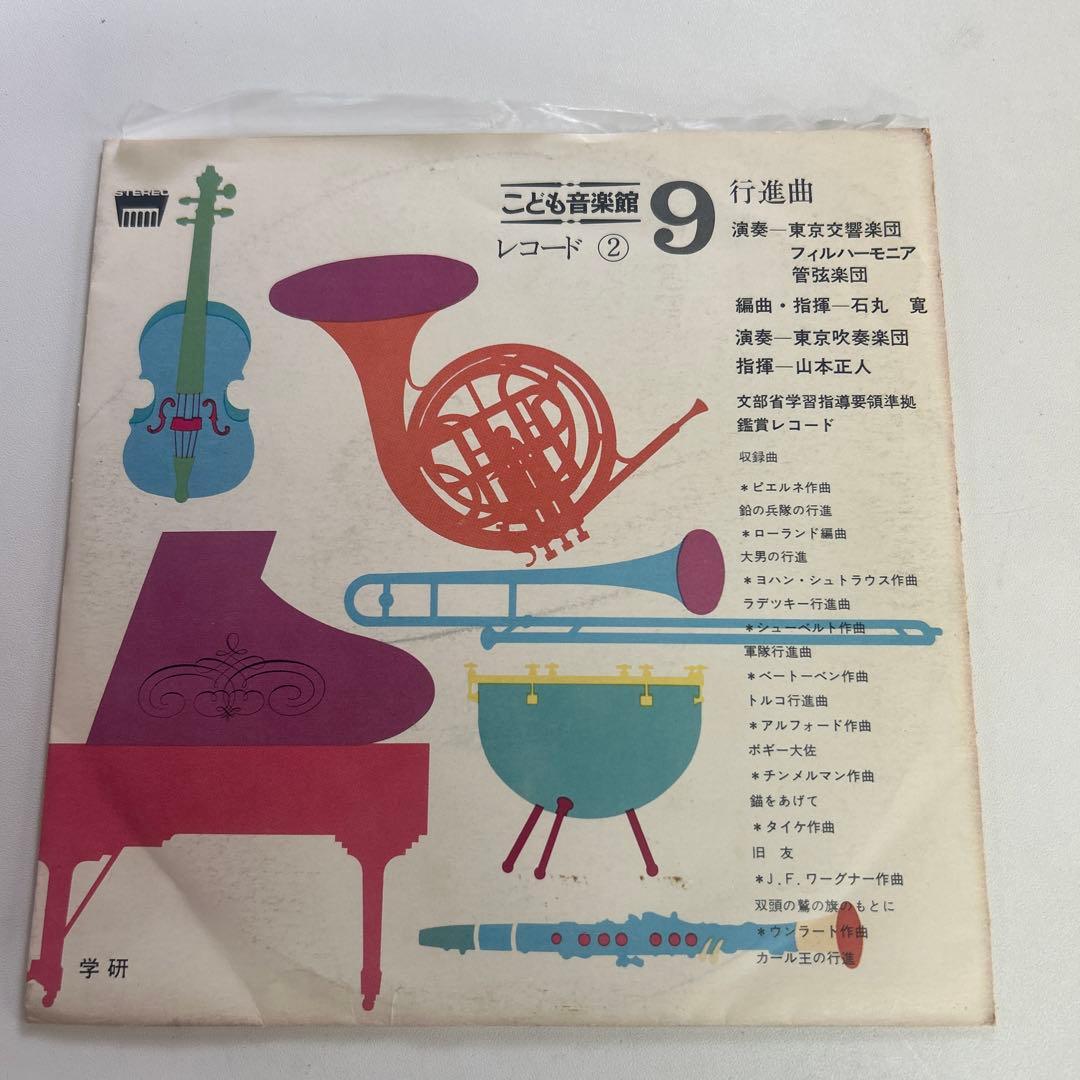 STEREO
こども音楽館
レコード ②
9
行進曲
演奏―東京交響楽団
フィルハーモニア
管弦楽団
編曲・指揮―石丸 寛
演奏―東京吹奏楽団
指揮―山本正人
文部省学習指導要領準拠
鑑賞レコード
収録曲
*ピエルネ作曲
鉛の兵隊の行進
*ローランド編曲
大男の行進
*ヨハン・シュトラウス作曲
ラデツキー行進曲
*シューベルト作曲
軍隊行進曲
*ベートーベン作曲
トルコ行進曲
*アルフォード作曲
ボギー大佐
*チンメルマン作曲
錨をあげて
*タイケ作曲
旧 友
*J.F.ワーグナー作曲
双頭の鷲の旗のもとに
*ウンラート作曲
カール王の行進
学研